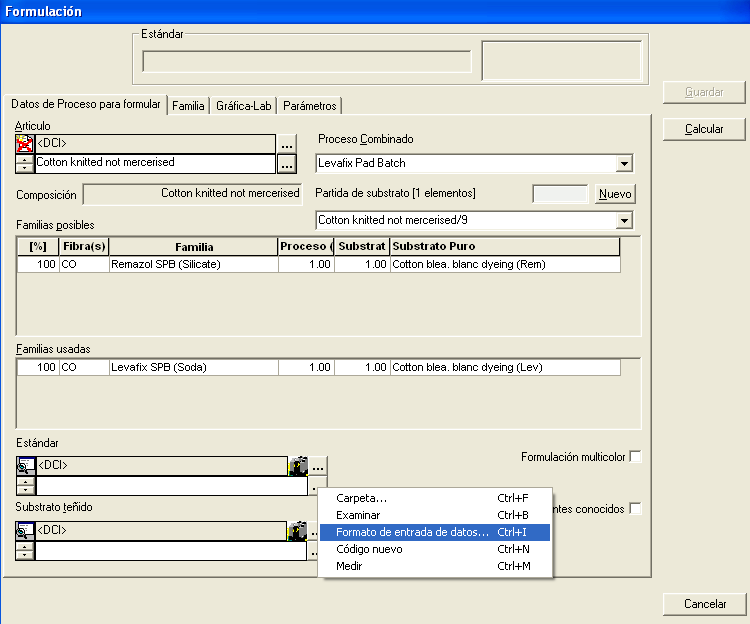 Formulación
Estándar
Guardar
Datos de Proceso para formular
Familia
Gráfica-Lab
Parámetros
Calcular
Articulo
Proceso Combinado
<DCI>
...
Cotton knitted not mercerised
...
Levafix Pad Batch
Composición
Cotton knitted not mercerised
Partida de substrato [1 elementos]
Nuevo
Cotton knitted not mercerised/9
Familias posibles
[%] Fibra(s) Familia Proceso ( Substrat Substrato Puro
100 CO Remazol SPB (Silicate) 1.00 1.00 Cotton blea. blanc dyeing (Rem)
Familias usadas
100 CO Levafix SPB (Soda) 1.00 1.00 Cotton blea. blanc dyeing (Lev)
Estándar
<DCI>
...
Formulación multicolor
Substrato teñido
<DCI>
ntes conocidos
Carpeta... Ctrl+F
Examinar Ctrl+B
Formato de entrada de datos... Ctrl+I
Código nuevo Ctrl+N
Medir Ctrl+M
Cancelar